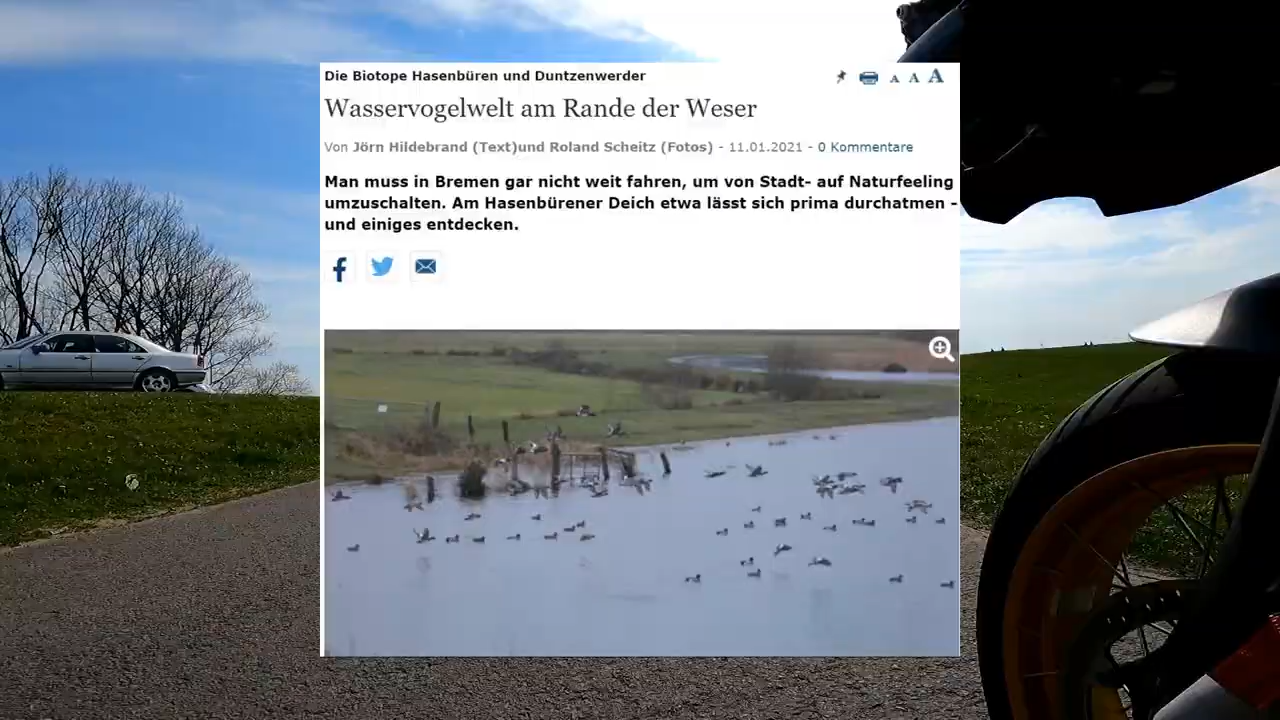 Die Biotope Hasenbüren und Duntzenwerder
A A A
Wasservogelwelt am Rande der Weser
Von Jörn Hildebrand (Text)und Roland Scheitz (Fotos) - 11.01.2021 - 0 Kommentare
Man muss in Bremen gar nicht weit fahren, um von Stadt- auf Naturfeeling
umzuschalten. Am Hasenbürener Deich etwa lässt sich prima durchatmen -
und einiges entdecken.